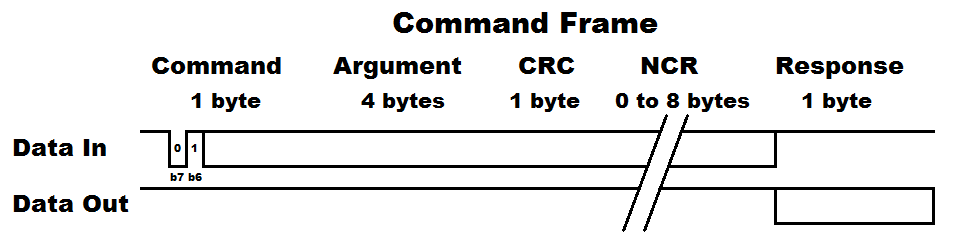 Command Frame
Command Argument CRC NCR Response
1 byte 4 bytes 1 byte 0 to 8 bytes 1 byte
Data In 0 1
b7 b6
Data Out